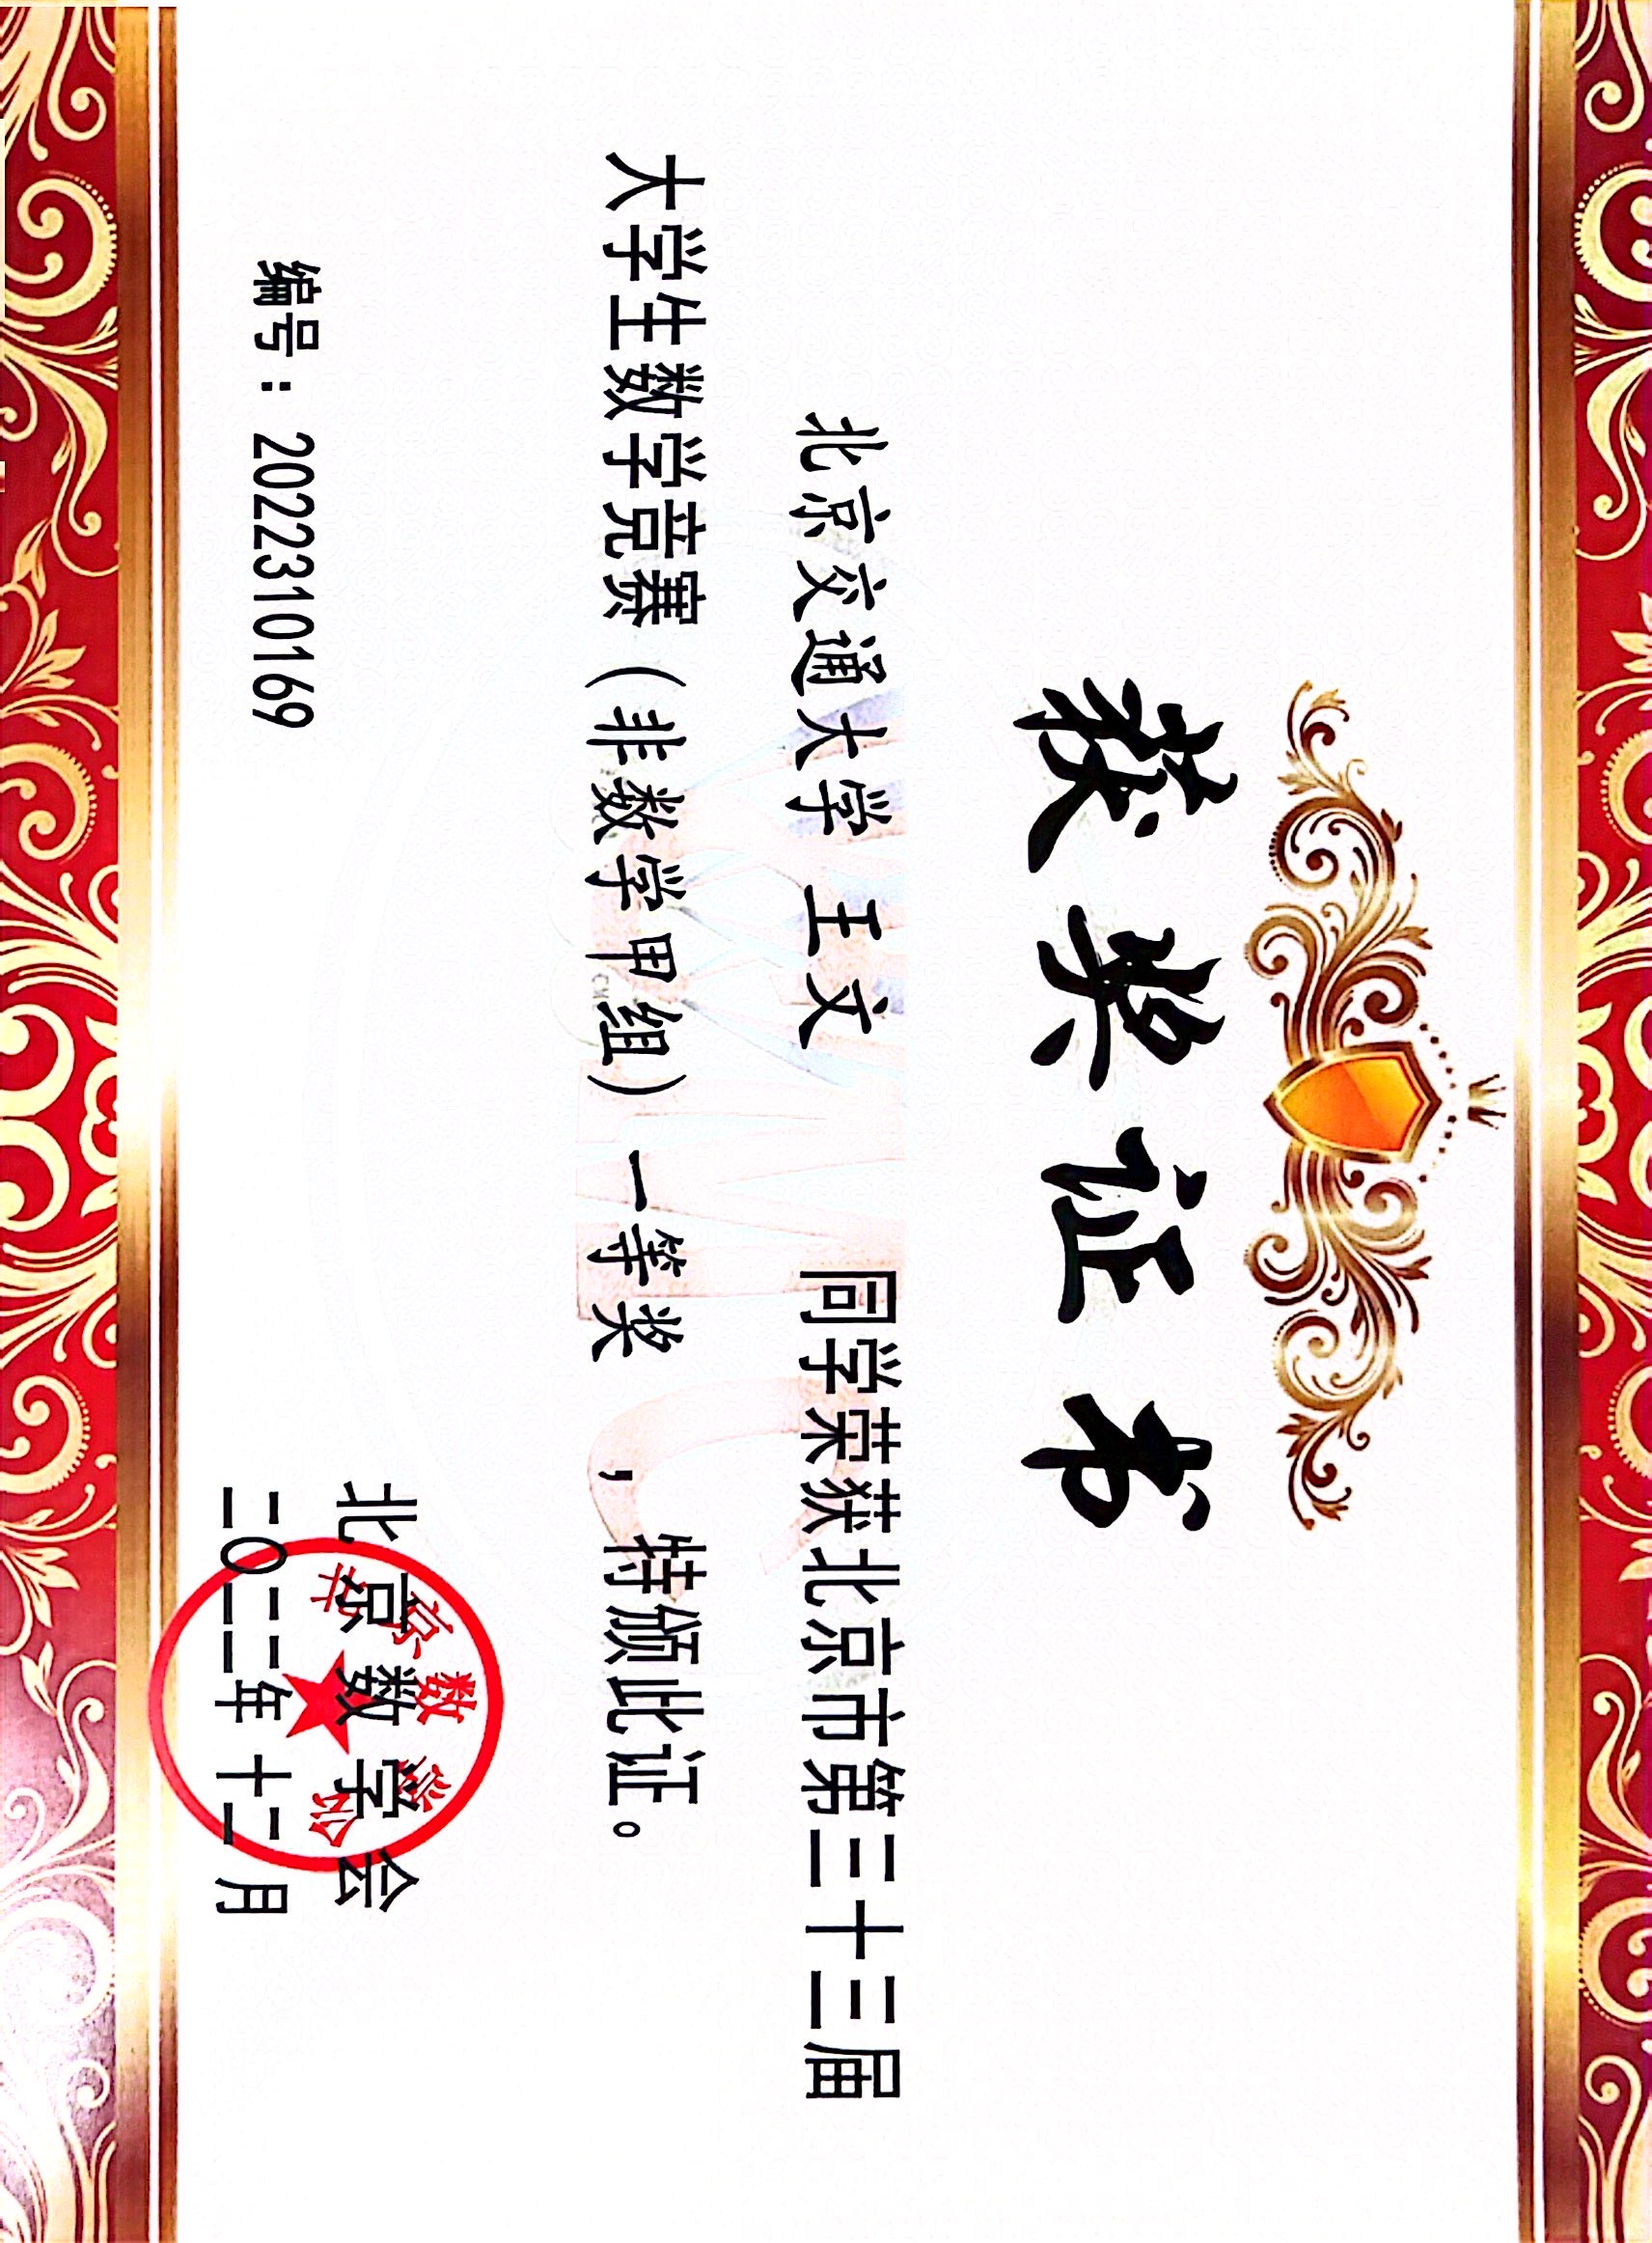 获奖证书
北京交通大学 王文 同学荣获北京市第三十三届
大学生数学竞赛（非数学甲组）一等奖 ，特颁此证。
编号：2022310169
北京数学会
二〇二二年十二月
北京数学会